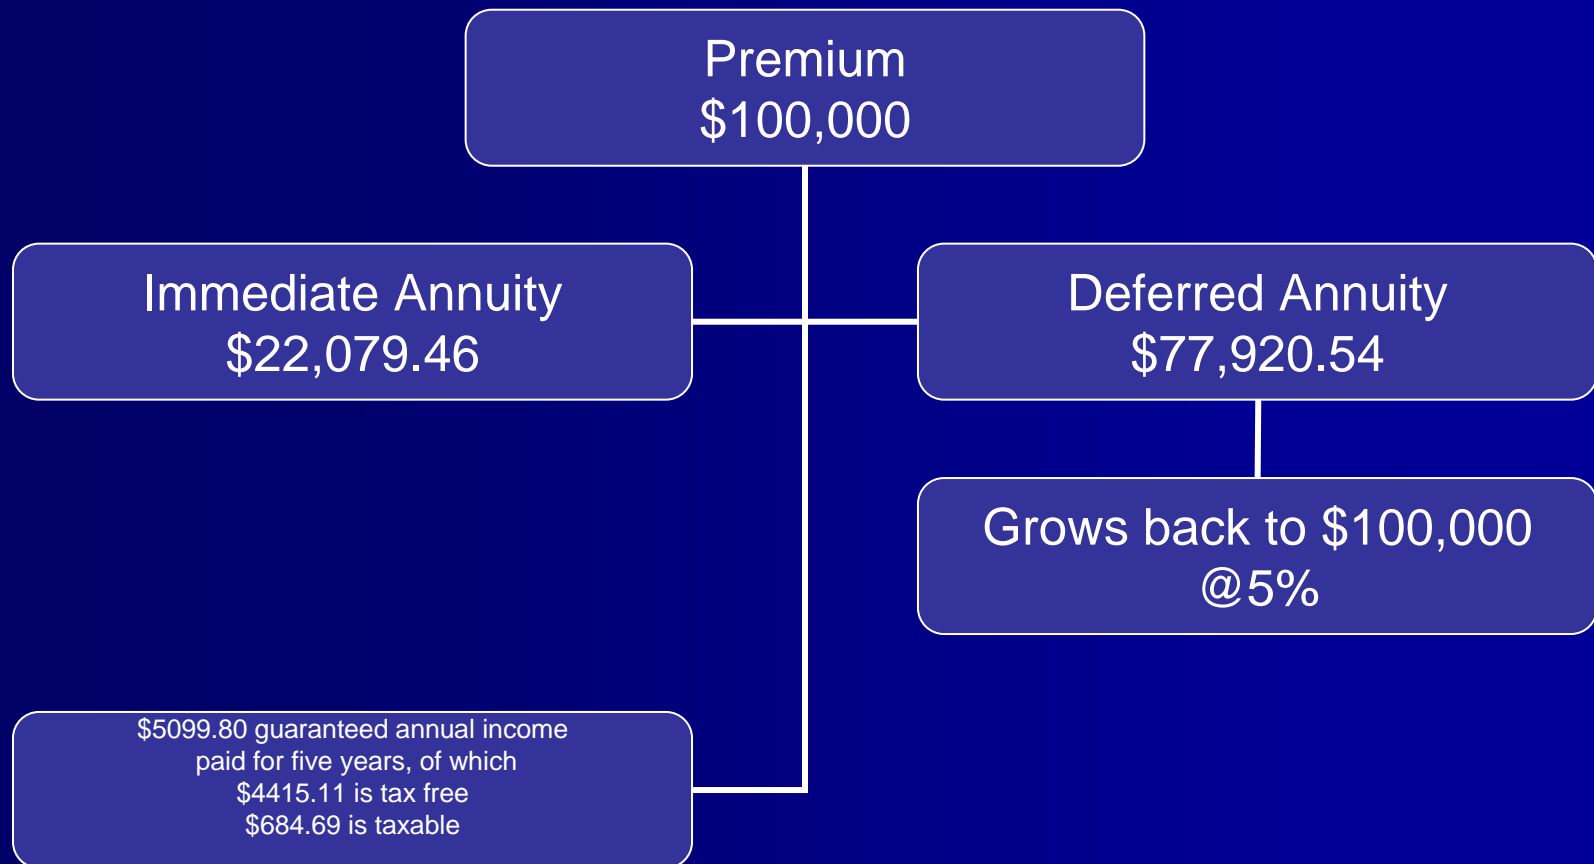 Premium
$100,000
Immediate Annuity
$22,079.46
Deferred Annuity
$77,920.54
Grows back to $100,000
@5%
$5099.80 guaranteed annual income
paid for five years, of which
$4415.11 is tax free
$684.69 is taxable